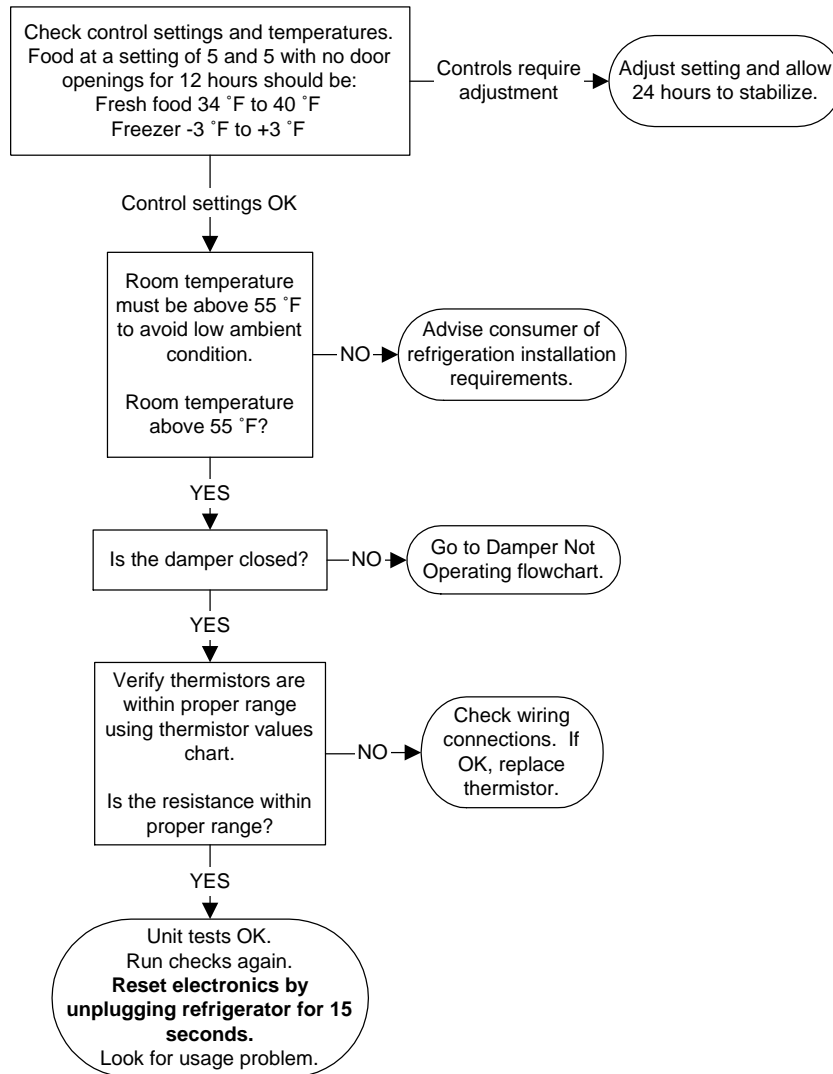 Check control settings and temperatures.
Food at a setting of 5 and 5 with no door
openings for 12 hours should be:
Fresh food 34 ˚F to 40 ˚F
Freezer -3 ˚F to +3 ˚F
Controls require
adjustment
Adjust setting and allow
24 hours to stabilize.
Control settings OK
Room temperature
must be above 55 ˚F
to avoid low ambient
condition.
Room temperature
above 55 ˚F?
NO
Advise consumer of
refrigeration installation
requirements.
YES
Is the damper closed?
NO
Go to Damper Not
Operating flowchart.
YES
Verify thermistors are
within proper range
using thermistor values
chart.
Is the resistance within
proper range?
NO
Check wiring
connections. If
OK, replace
thermistor.
YES
Unit tests OK.
Run checks again.
Reset electronics by
unplugging refrigerator for 15
seconds.
Look for usage problem.